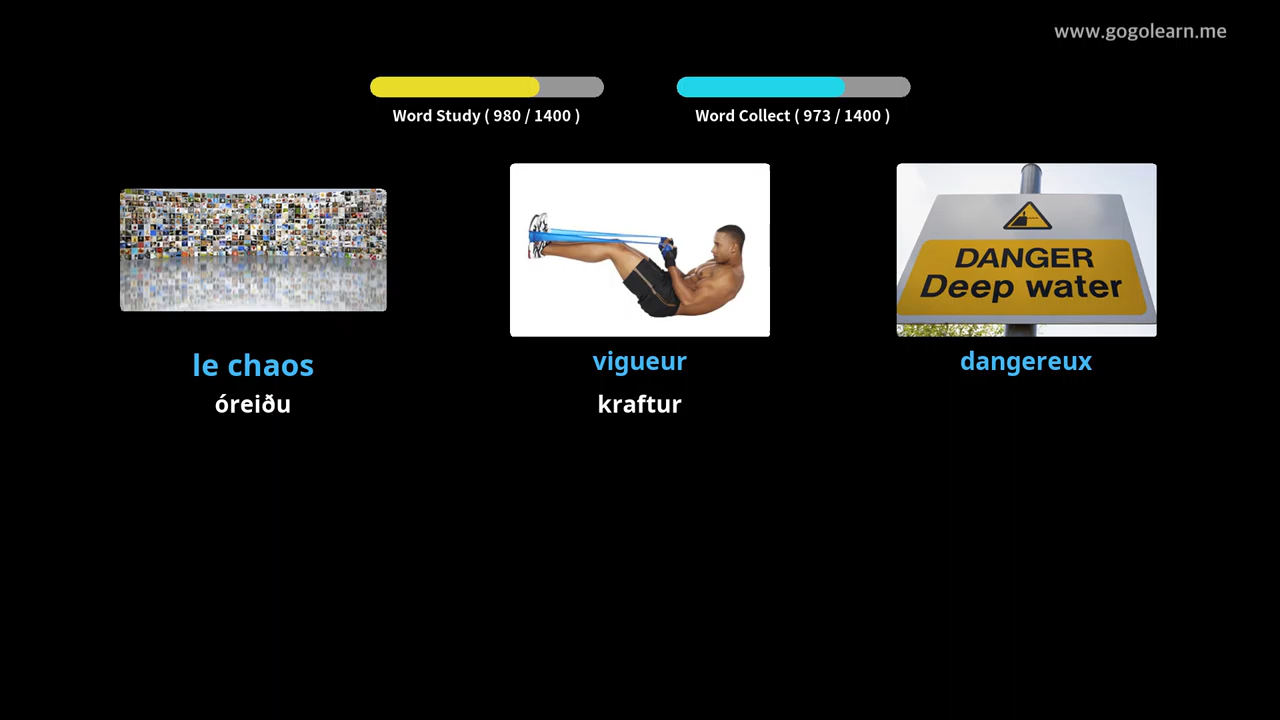 www.gogolearn.me
Word Study ( 980 / 1400 )
Word Collect ( 973 / 1400 )
DANGER
Deep water
le chaos
vigueur
dangereux
óreiðu
kraftur